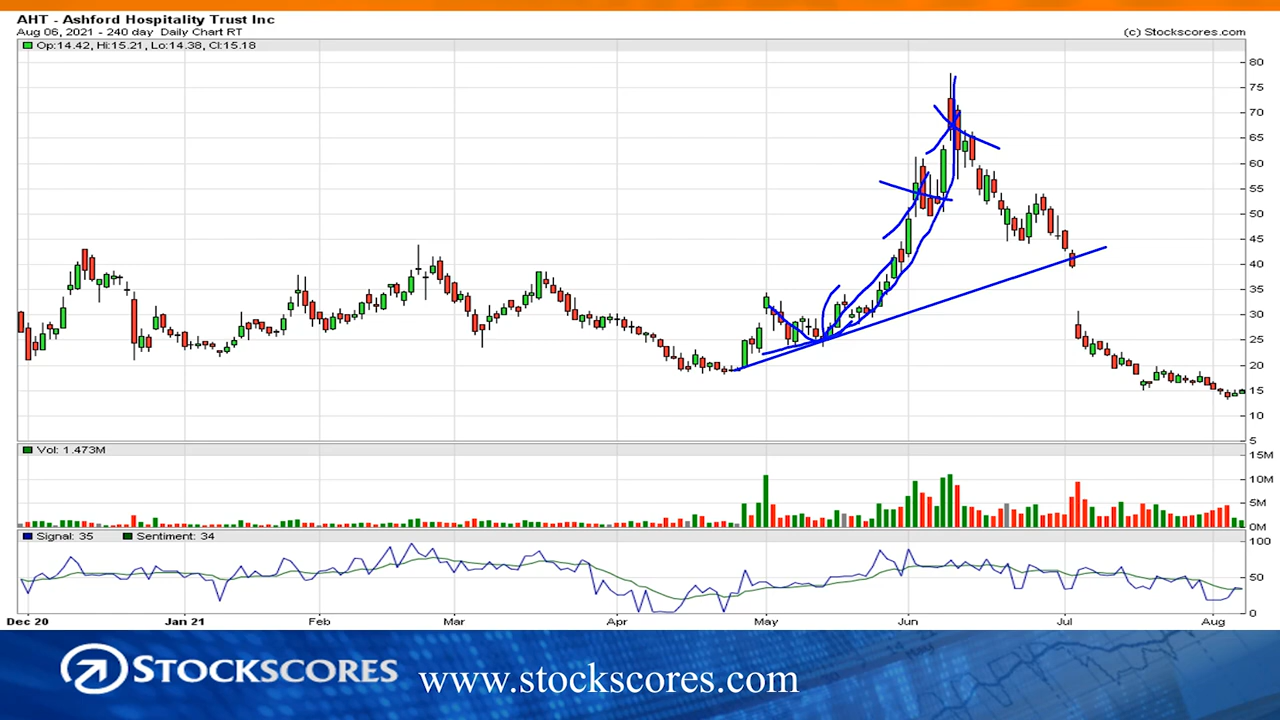 AHT - Ashford Hospitality Trust Inc
Aug 06, 2021 - 240 day Daily Chart RT
(c) Stockscores.com
Op:14.42, Hi:15.21, Lo:14.38, Cl:15.18
80
75
70
65
60
55
50
45
40
35
30
25
20
15
10
5
Vol: 1.473M
15M
10M
5M
0M
Signal: 35 Sentiment: 34
100
50
0
Dec 20 Jan 21 Feb Mar Apr May Jun Jul Aug
STOCKSCORES www.stockscores.com